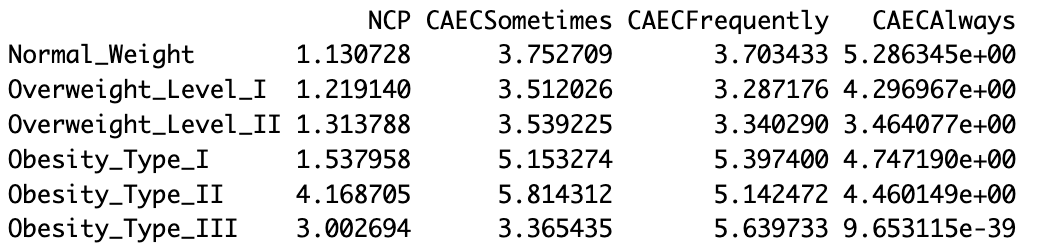 NCP CAECSometimes CAECFrequently CAECAlways
Normal_Weight 1.130728 3.752709 3.703433 5.286345e+00
Overweight_Level_I 1.219140 3.512026 3.287176 4.296967e+00
Overweight_Level_II 1.313788 3.539225 3.340290 3.464077e+00
Obesity_Type_I 1.537958 5.153274 5.397400 4.747190e+00
Obesity_Type_II 4.168705 5.814312 5.142472 4.460149e+00
Obesity_Type_III 3.002694 3.365435 5.639733 9.653115e-39